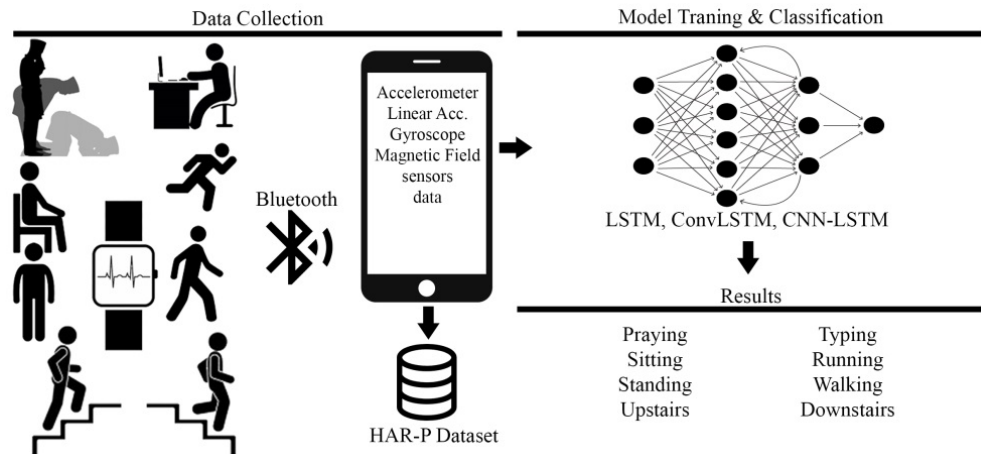 Data Collection
Bluetooth
Accelerometer
Linear Acc.
Gyroscope
Magnetic Field
sensors
data
HAR-P Dataset
Model Traning & Classification
LSTM, ConvLSTM, CNN-LSTM
Results
Praying
Sitting
Standing
Upstairs
Typing
Running
Walking
Downstairs